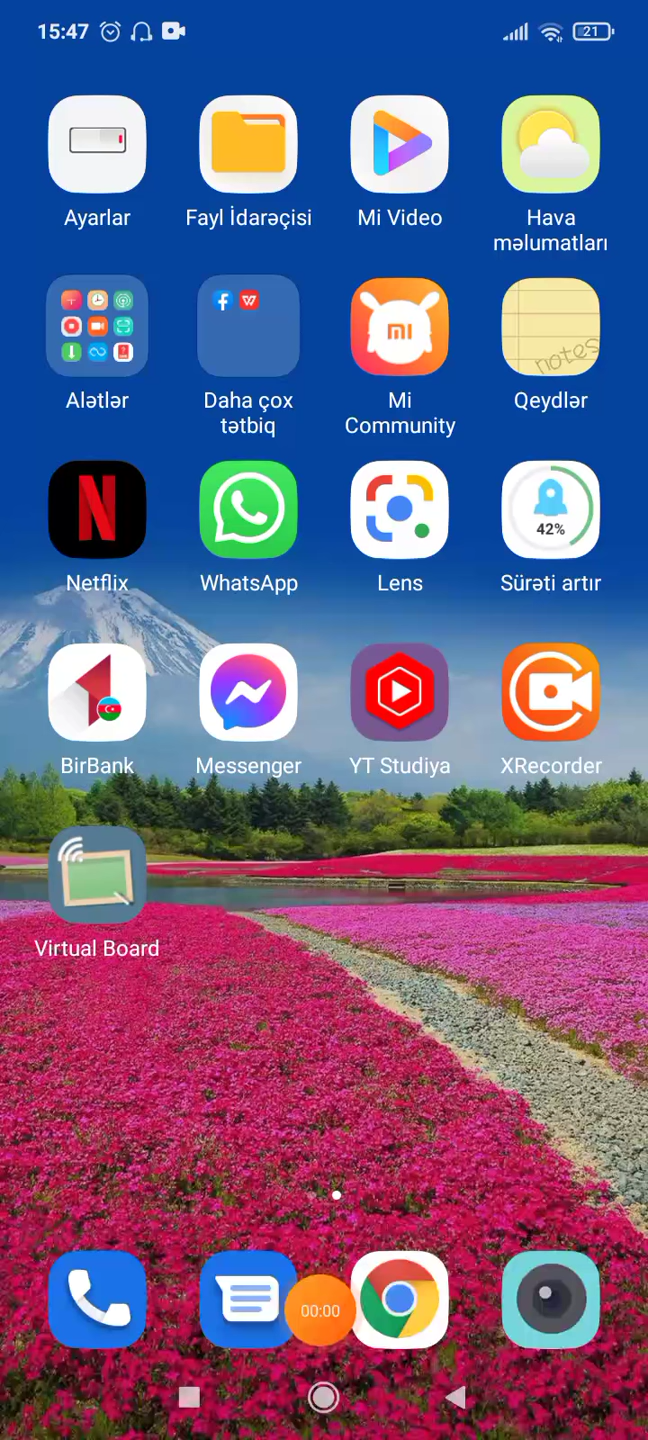 15:47
21
Ayarlar
Fayl İdarəçisi
Mi Video
Hava
məlumatları
Alətlər
Daha çox
tətbiq
mi
Mi
Community
notes
Qeydlər
N
Netflix
WhatsApp
Lens
42%
Sürəti artır
BirBank
Messenger
YT Studiya
XRecorder
Virtual Board
00:00